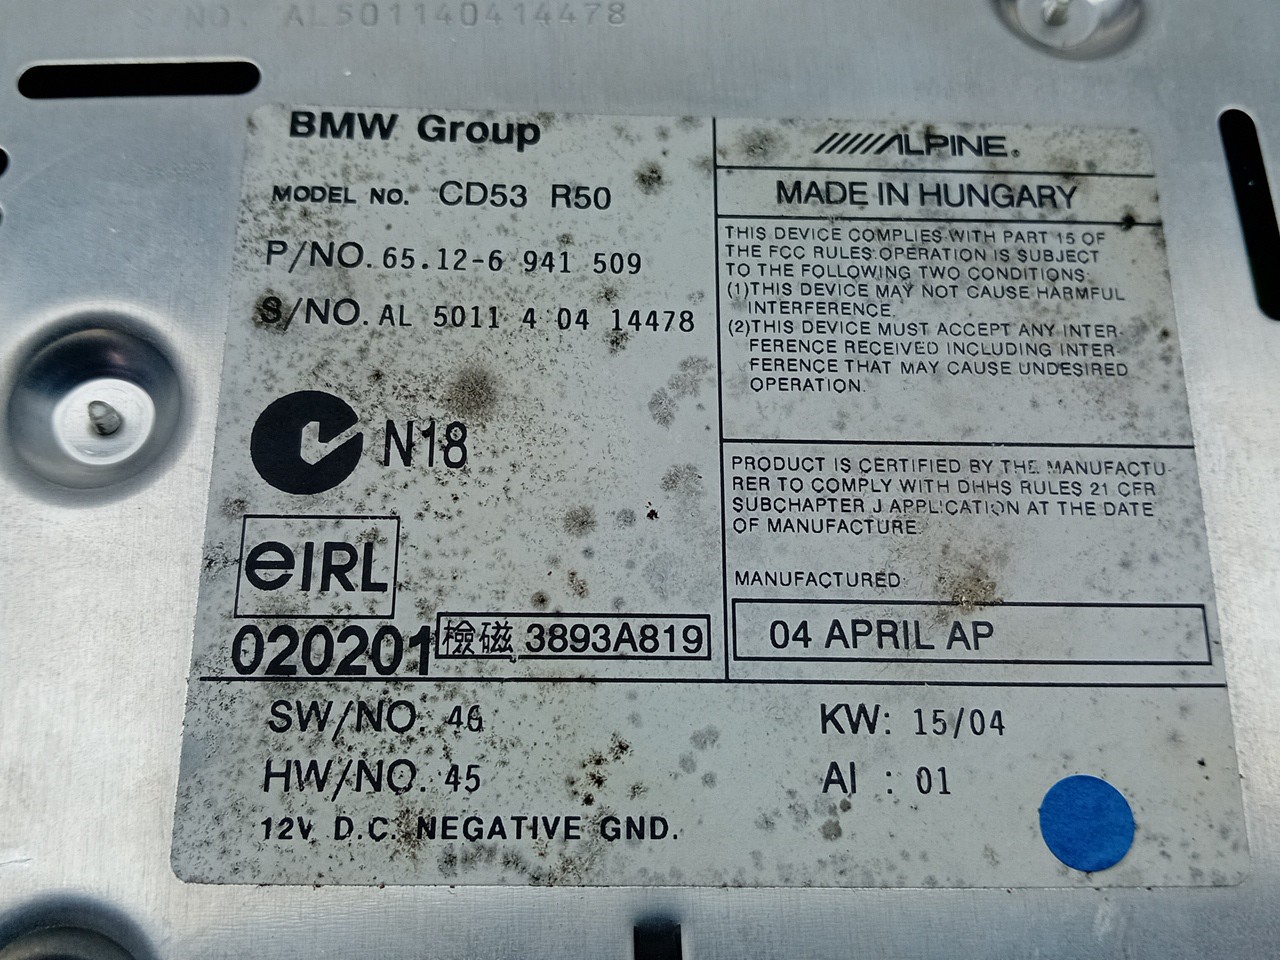 S NO. AL501140414478
BMW Group
MODEL NO. CD53 R50
P/NO. 65.12-6 941 509
S/NO. AL 5011 4 04 14478
N18
eIRL
020201
檢磁 3893A819
ALPINE®
MADE IN HUNGARY
THIS DEVICE COMPLIES WITH PART 15 OF
THE FCC RULES OPERATION IS SUBJECT
TO THE FOLLOWING TWO CONDITIONS:
(1)THIS DEVICE MAY NOT CAUSE HARMFUL
INTERFERENCE.
(2)THIS DEVICE MUST ACCEPT ANY INTER-
FERENCE RECEIVED INCLUDING INTER-
FERENCE THAT MAY CAUSE UNDESIRED
OPERATION.
PRODUCT IS CERTIFIED BY THE MANUFACTU-
RER TO COMPLY WITH DHHS RULES 21 CFR
SUBCHAPTER J APPLICATION AT THE DATE
OF MANUFACTURE.
MANUFACTURED:
04 APRIL AP
SW/NO. 46
HW/NO. 45
12V D.C. NEGATIVE GND.
KW: 15/04
AI : 01